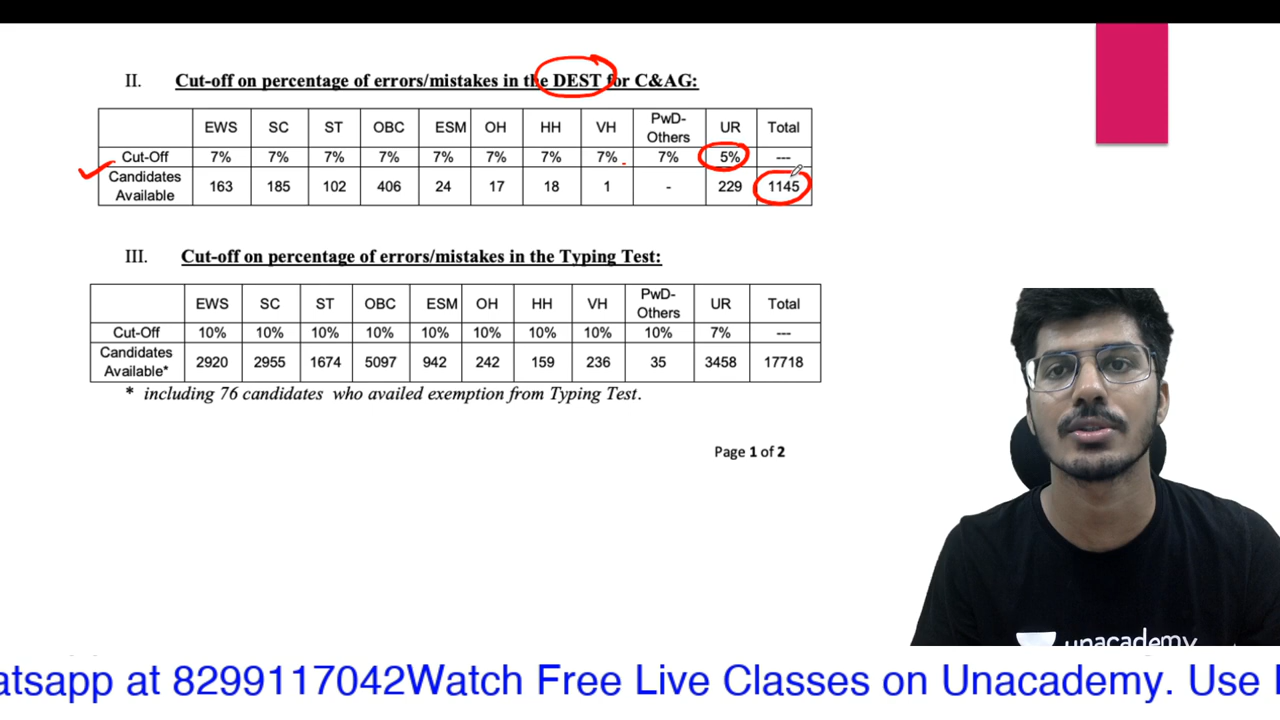 II. Cut-off on percentage of errors/mistakes in the DEST for C&AG:
EWS SC ST OBC ESM OH HH VH PwD-Others UR Total
Cut-Off 7% 7% 7% 7% 7% 7% 7% 7% 7% 5% ---
Candidates Available 163 185 102 406 24 17 18 1 - 229 1145
III. Cut-off on percentage of errors/mistakes in the Typing Test:
EWS SC ST OBC ESM OH HH VH PwD-Others UR Total
Cut-Off 10% 10% 10% 10% 10% 10% 10% 10% 10% 7% ---
Candidates Available* 2920 2955 1674 5097 942 242 159 236 35 3458 17718
* including 76 candidates who availed exemption from Typing Test.
Page 1 of 2
unacademy
atsapp at 8299117042Watch Free Live Classes on Unacademy. Use